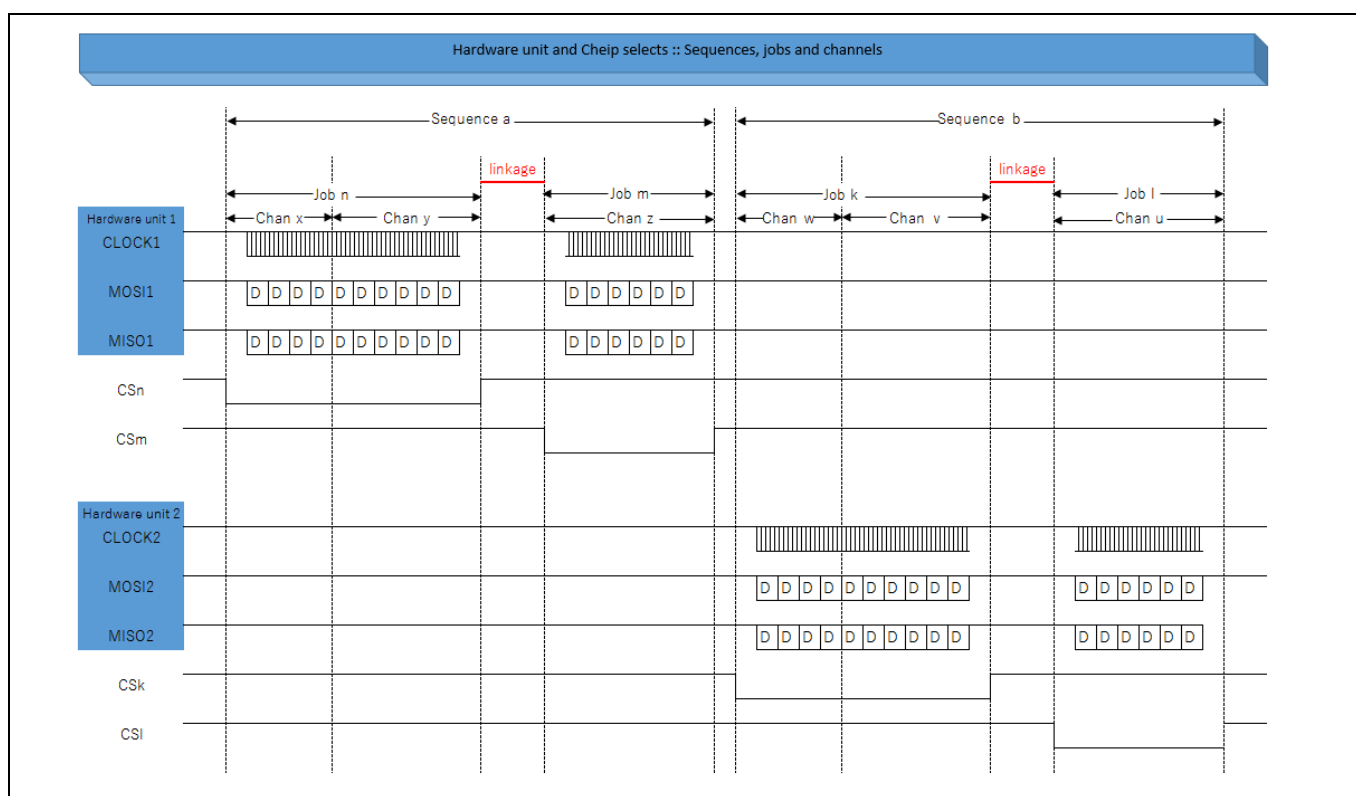 Hardware unit and Cheip selects :: Sequences, jobs and channels
Sequence a Sequence b
linkage linkage
Job n Job m Job k Job l
Hardware unit 1 Chan x Chan y Chan z Chan w Chan v Chan u
CLOCK1
MOSI1 D D D D D D D D D D D D D D D D
MISO1 D D D D D D D D D D D D D D D D
CSn
CSm
Hardware unit 2
CLOCK2
MOSI2 D D D D D D D D D D D D D D D D
MISO2 D D D D D D D D D D D D D D D D
CSk
CSl